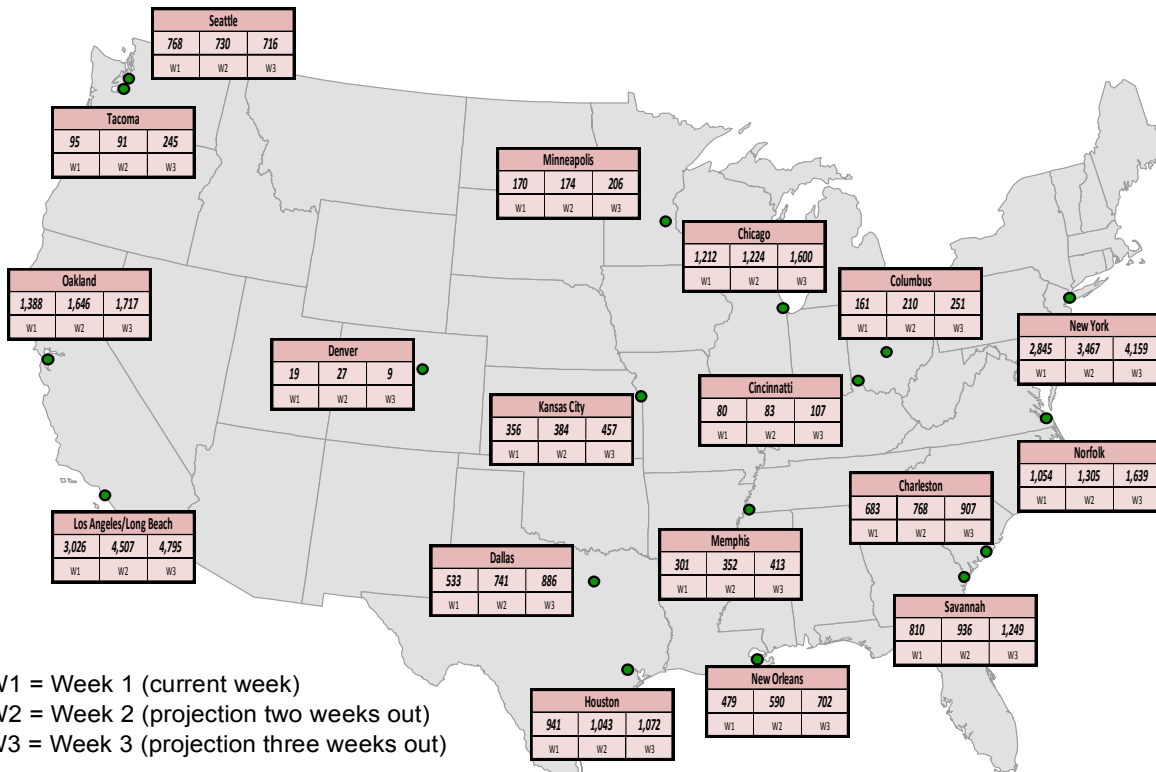 Seattle
768 730 716
W1 W2 W3
Tacoma
95 91 245
W1 W2 W3
Minneapolis
170 174 206
W1 W2 W3
Chicago
1,212 1,224 1,600
W1 W2 W3
Oakland
1,388 1,646 1,717
W1 W2 W3
Columbus
161 210 251
W1 W2 W3
New York
2,845 3,467 4,159
W1 W2 W3
Denver
19 27 9
W1 W2 W3
Cincinnatti
80 83 107
W1 W2 W3
Kansas City
356 384 457
W1 W2 W3
Norfolk
1,054 1,305 1,639
W1 W2 W3
Charleston
683 768 907
W1 W2 W3
Los Angeles/Long Beach
3,026 4,507 4,795
W1 W2 W3
Memphis
301 352 413
W1 W2 W3
Dallas
533 741 886
W1 W2 W3
Savannah
810 936 1,249
W1 W2 W3
New Orleans
479 590 702
W1 W2 W3
Houston
941 1,043 1,072
W1 W2 W3
W1 = Week 1 (current week)
W2 = Week 2 (projection two weeks out)
W3 = Week 3 (projection three weeks out)